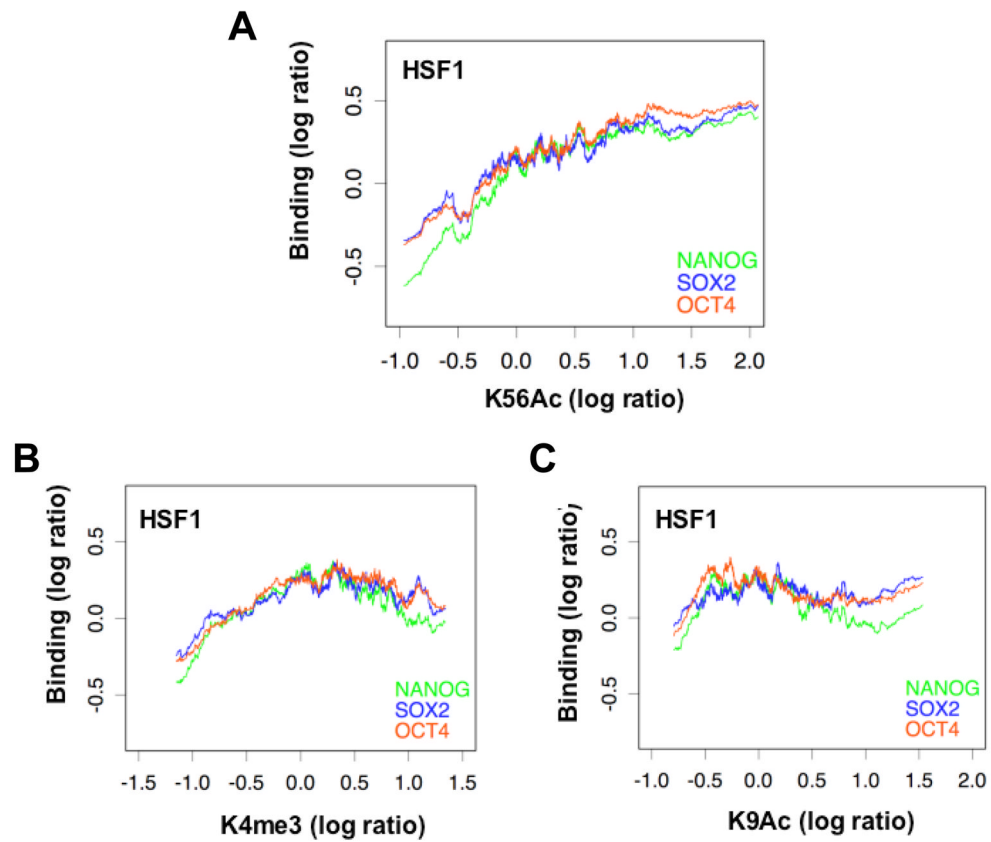 A
HSF1
Binding (log ratio)
0.5
0.0
-0.5
NANOG
SOX2
OCT4
-1.0 -0.5 0.0 0.5 1.0 1.5 2.0
K56Ac (log ratio)
B
HSF1
Binding (log ratio)
0.5
0.0
-0.5
NANOG
SOX2
OCT4
-1.5 -1.0 -0.5 0.0 0.5 1.0 1.5
K4me3 (log ratio)
C
HSF1
Binding (log ratio)
0.5
0.0
-0.5
NANOG
SOX2
OCT4
-1.0 -0.5 0.0 0.5 1.0 1.5 2.0
K9Ac (log ratio)